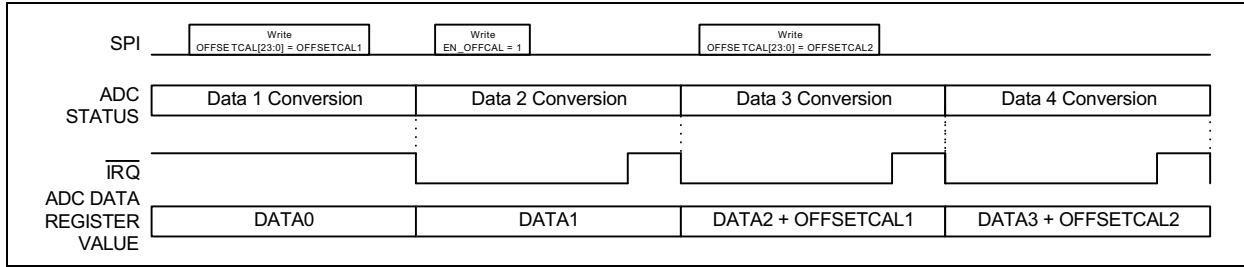 Write
OFFSETCAL[23:0] = OFFSETCAL1
Write
EN_OFFCAL = 1
Write
OFFSETCAL[23:0] = OFFSETCAL2
SPI
ADC
STATUS
Data 1 Conversion
Data 2 Conversion
Data 3 Conversion
Data 4 Conversion
IRQ
ADC DATA
REGISTER
VALUE
DATA0
DATA1
DATA2 + OFFSETCAL1
DATA3 + OFFSETCAL2